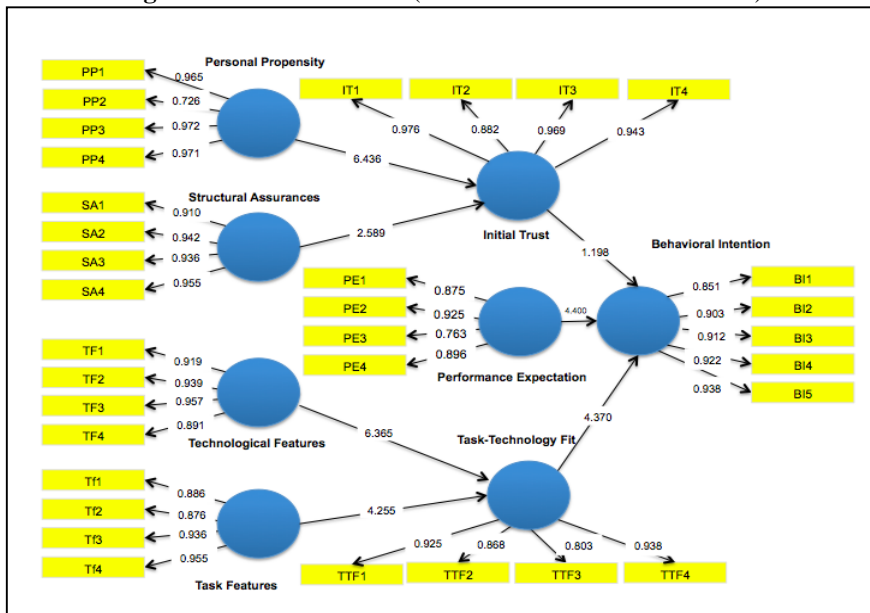 Personal Propensity
PP1
0.965
PP2
0.726
PP3
0.972
PP4
0.971
IT1
IT2
IT3
IT4
0.976
0.882
0.969
0.943
6.436
Structural Assurances
SA1
0.910
SA2
0.942
SA3
0.936
SA4
0.955
2.589
Initial Trust
Behavioral Intention
1.198
PE1
0.875
PE2
0.925
PE3
0.763
PE4
0.896
4.400
Performance Expectation
0.851
BI1
0.903
BI2
0.912
BI3
0.922
BI4
0.938
BI5
TF1
0.919
TF2
0.939
TF3
0.957
TF4
0.891
Technological Features
6.365
Task-Technology Fit
4.370
Tf1
0.886
Tf2
0.876
Tf3
0.936
Tf4
0.955
Task Features
4.255
0.925
0.868
0.803
0.938
TTF1
TTF2
TTF3
TTF4